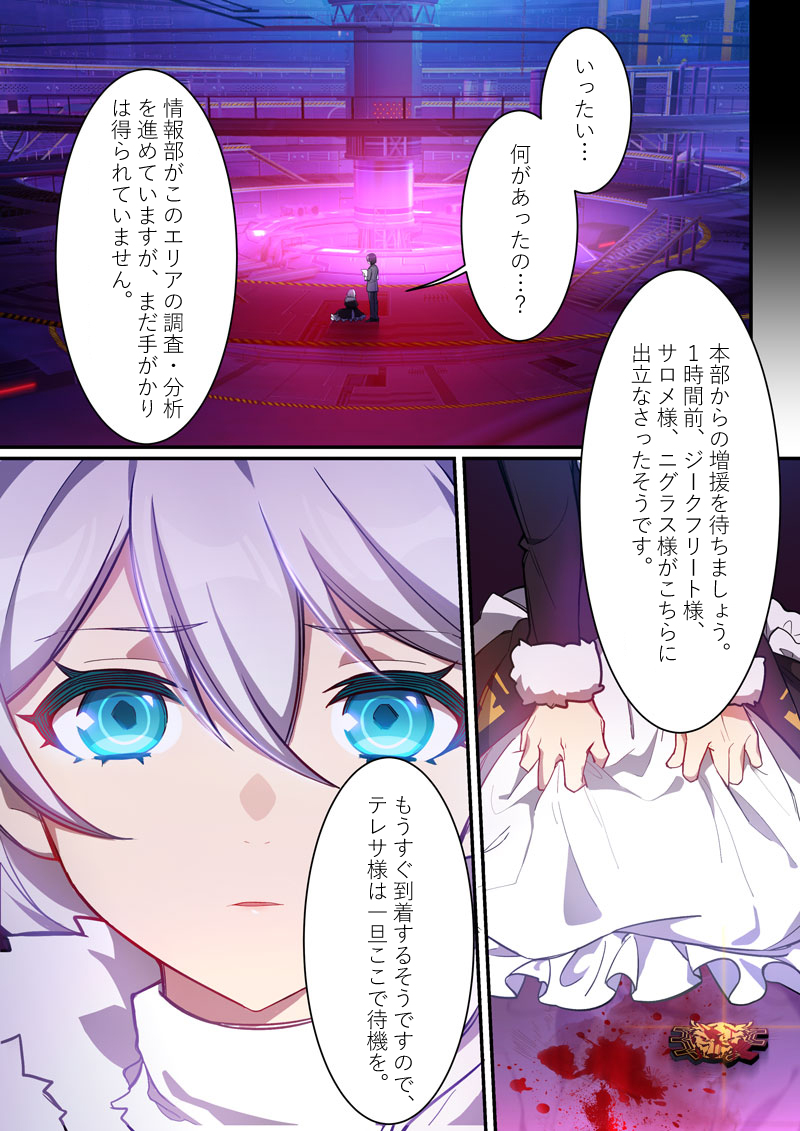 いったい…
何があったの…?
情報部がこのエリアの調査・分析
を進めていますが、まだ手がかり
は得られていません。
本部からの増援を待ちましょう。
1時間前、ジークフリート様、
サロメ様、ニグラス様がこちらに
出立なさったそうです。
もうすぐ到着するそうですので、
テレサ様は一旦ここで待機を。